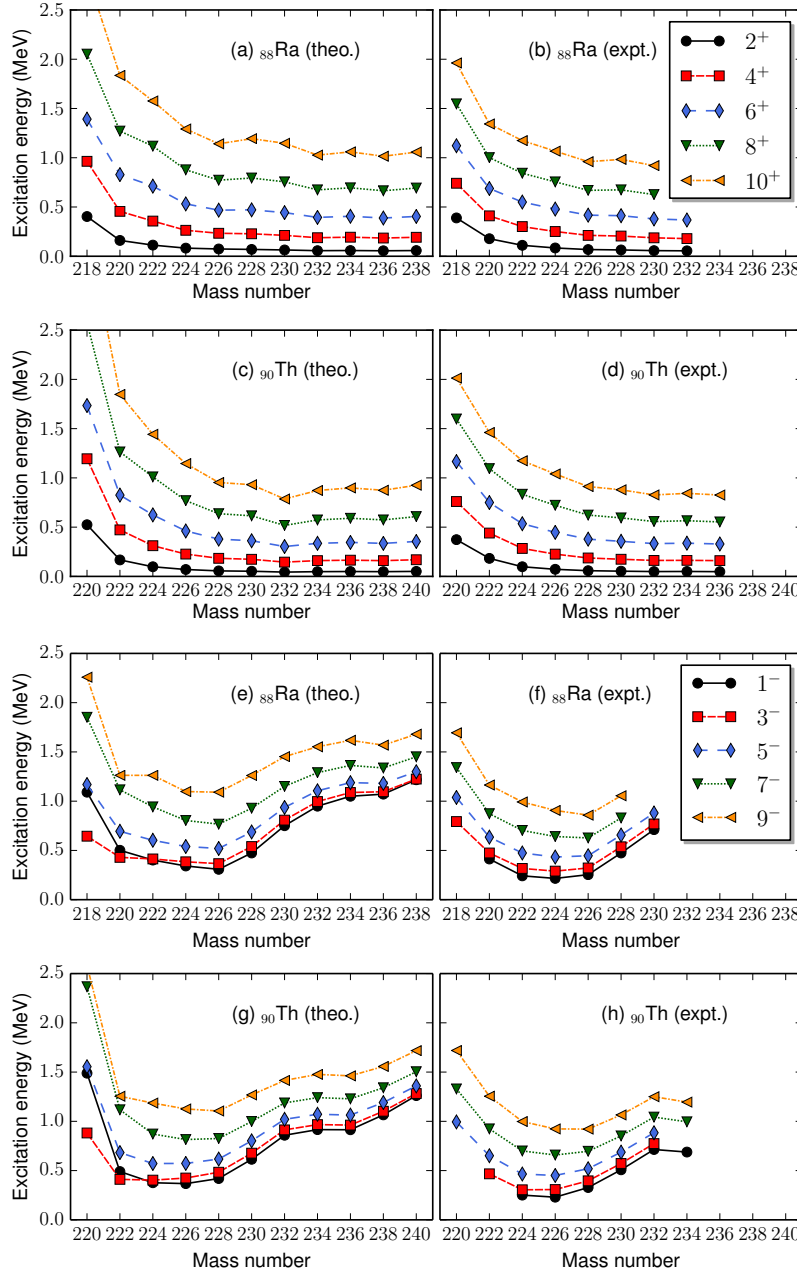 2.5
2.0
1.5
1.0
0.5
0.0
Excitation energy (MeV)
(a) ₈₈Ra (theo.)
218 220 222 224 226 228 230 232 234 236 238
Mass number
(b) ₈₈Ra (expt.)
2⁺
4⁺
6⁺
8⁺
10⁺
218 220 222 224 226 228 230 232 234 236 238
Mass number
2.5
2.0
1.5
1.0
0.5
0.0
Excitation energy (MeV)
(c) ₉₀Th (theo.)
220 222 224 226 228 230 232 234 236 238 240
Mass number
(d) ₉₀Th (expt.)
220 222 224 226 228 230 232 234 236 238 240
Mass number
2.5
2.0
1.5
1.0
0.5
0.0
Excitation energy (MeV)
(e) ₈₈Ra (theo.)
218 220 222 224 226 228 230 232 234 236 238
Mass number
(f) ₈₈Ra (expt.)
1⁻
3⁻
5⁻
7⁻
9⁻
218 220 222 224 226 228 230 232 234 236 238
Mass number
2.5
2.0
1.5
1.0
0.5
0.0
Excitation energy (MeV)
(g) ₉₀Th (theo.)
220 222 224 226 228 230 232 234 236 238 240
Mass number
(h) ₉₀Th (expt.)
220 222 224 226 228 230 232 234 236 238 240
Mass number